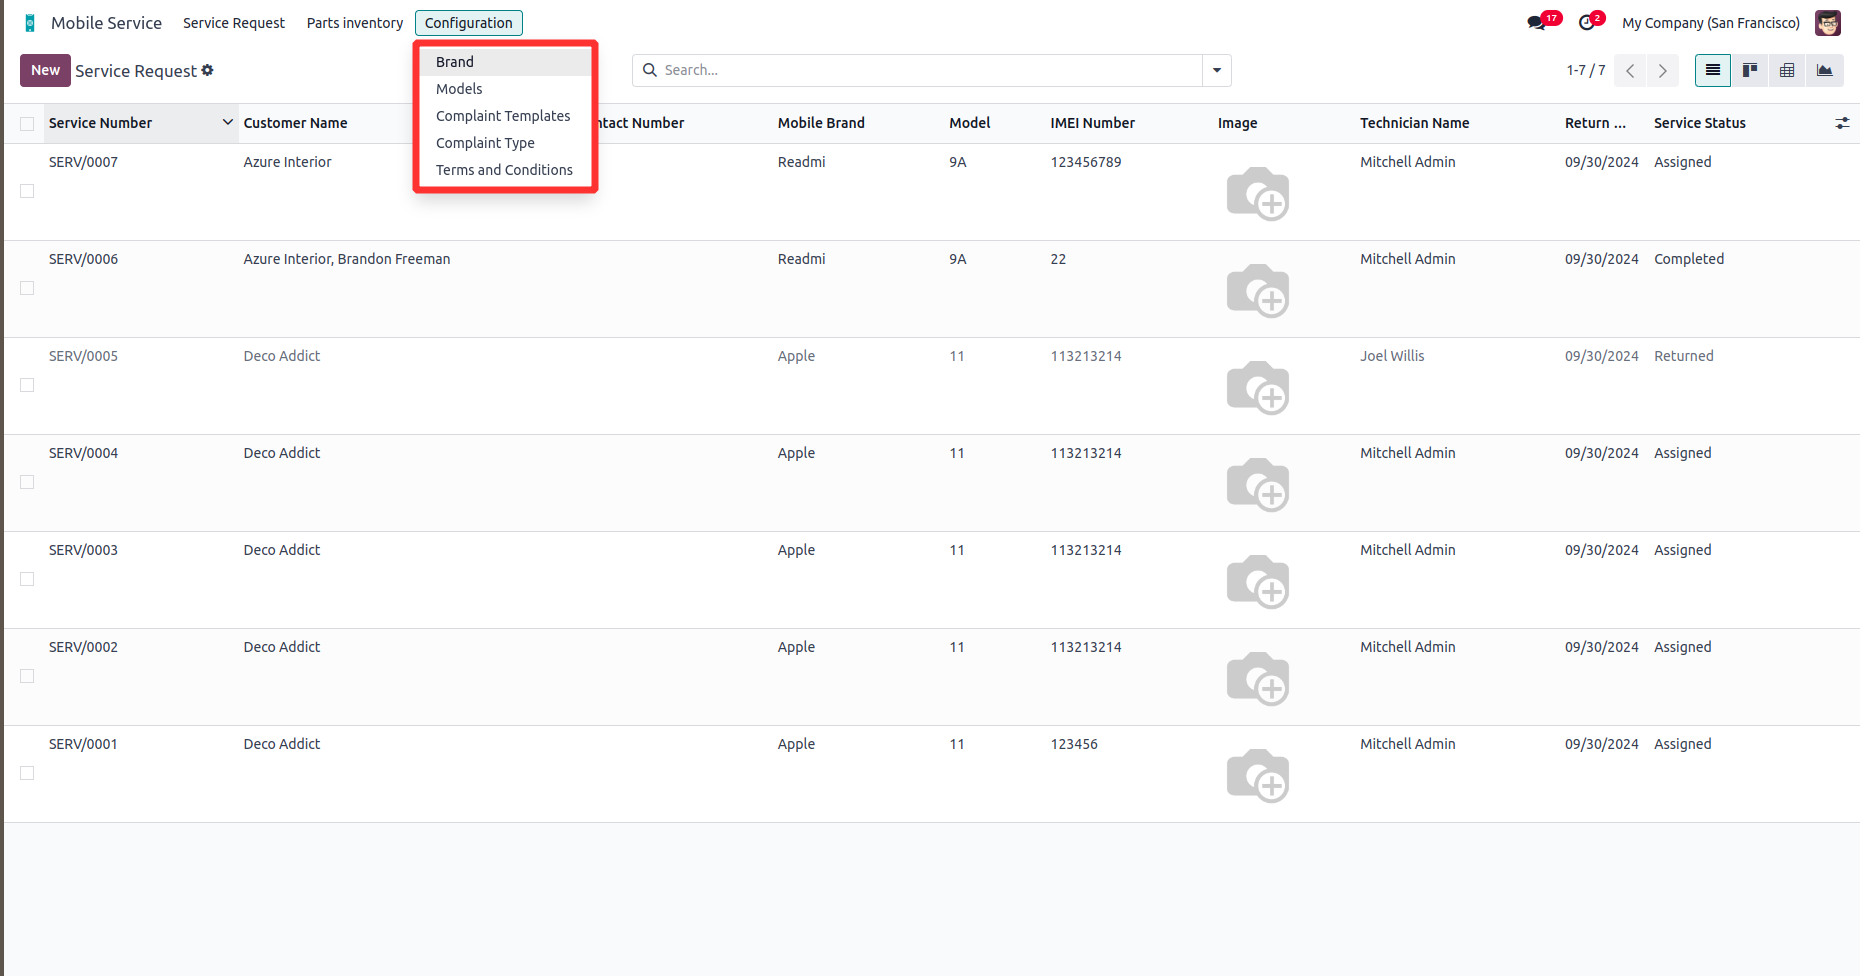 Mobile Service Service Request Parts inventory Configuration 17 2 My Company (San Francisco)
New Service Request Search... 1-7 / 7
Brand
Models
Complaint Templates
Complaint Type
Terms and Conditions
Service Number Customer Name ntact Number Mobile Brand Model IMEI Number Image Technician Name Return ... Service Status
SERV/0007 Azure Interior Readmi 9A 123456789 Mitchell Admin 09/30/2024 Assigned
SERV/0006 Azure Interior, Brandon Freeman Readmi 9A 22 Mitchell Admin 09/30/2024 Completed
SERV/0005 Deco Addict Apple 11 113213214 Joel Willis 09/30/2024 Returned
SERV/0004 Deco Addict Apple 11 113213214 Mitchell Admin 09/30/2024 Assigned
SERV/0003 Deco Addict Apple 11 113213214 Mitchell Admin 09/30/2024 Assigned
SERV/0002 Deco Addict Apple 11 113213214 Mitchell Admin 09/30/2024 Assigned
SERV/0001 Deco Addict Apple 11 123456 Mitchell Admin 09/30/2024 Assigned